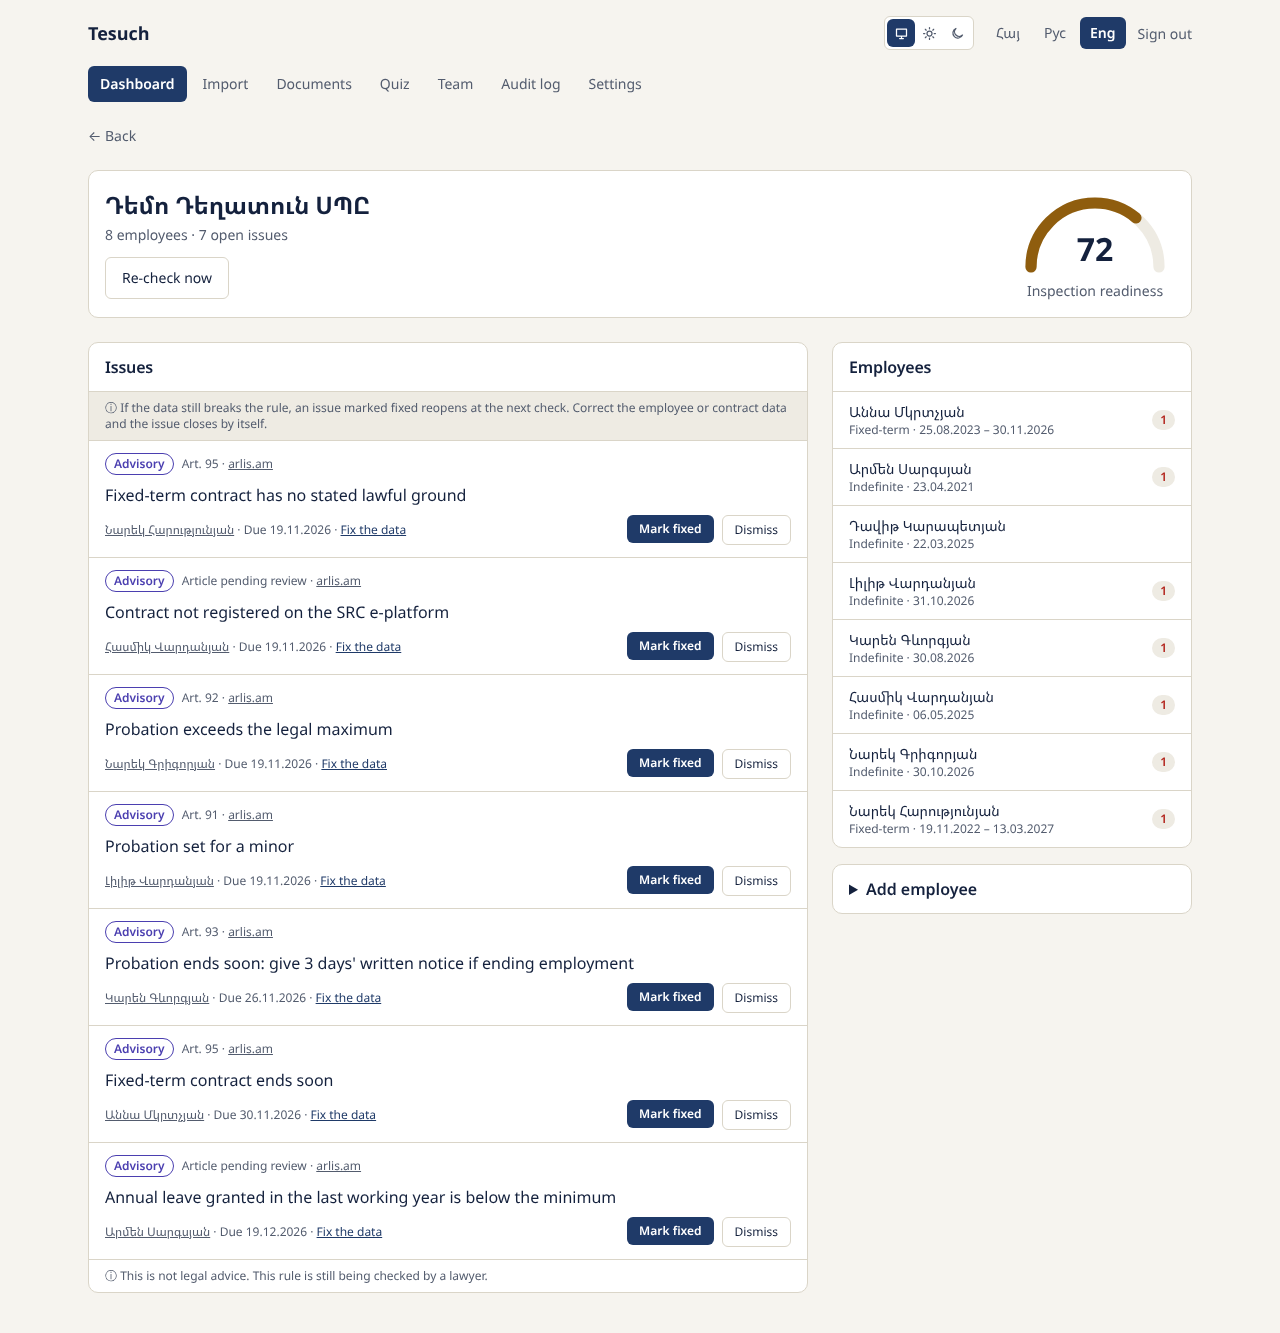 Tesuch
Հայ Рус Eng Sign out
Dashboard Import Documents Quiz Team Audit log Settings
← Back
Դեմո Դեղատուն ՍՊԸ
8 employees · 7 open issues
Re-check now
72
Inspection readiness
Issues
ⓘ If the data still breaks the rule, an issue marked fixed reopens at the next check. Correct the employee or contract data
and the issue closes by itself.
Advisory Art. 95 · arlis.am
Fixed-term contract has no stated lawful ground
Նարեկ Հարությունյան · Due 19.11.2026 · Fix the data Mark fixed Dismiss
Advisory Article pending review · arlis.am
Contract not registered on the SRC e-platform
Հասմիկ Վարդանյան · Due 19.11.2026 · Fix the data Mark fixed Dismiss
Advisory Art. 92 · arlis.am
Probation exceeds the legal maximum
Նարեկ Գրիգորյան · Due 19.11.2026 · Fix the data Mark fixed Dismiss
Advisory Art. 91 · arlis.am
Probation set for a minor
Լիլիթ Վարդանյան · Due 19.11.2026 · Fix the data Mark fixed Dismiss
Advisory Art. 93 · arlis.am
Probation ends soon: give 3 days' written notice if ending employment
Կարեն Գևորգյան · Due 26.11.2026 · Fix the data Mark fixed Dismiss
Advisory Art. 95 · arlis.am
Fixed-term contract ends soon
Աննա Մկրտչյան · Due 30.11.2026 · Fix the data Mark fixed Dismiss
Advisory Article pending review · arlis.am
Annual leave granted in the last working year is below the minimum
Արմեն Սարգսյան · Due 19.12.2026 · Fix the data Mark fixed Dismiss
ⓘ This is not legal advice. This rule is still being checked by a lawyer.
Employees
Աննա Մկրտչյան 1
Fixed-term · 25.08.2023 – 30.11.2026
Արմեն Սարգսյան 1
Indefinite · 23.04.2021
Դավիթ Կարապետյան
Indefinite · 22.03.2025
Լիլիթ Վարդանյան 1
Indefinite · 31.10.2026
Կարեն Գևորգյան 1
Indefinite · 30.08.2026
Հասմիկ Վարդանյան 1
Indefinite · 06.05.2025
Նարեկ Գրիգորյան 1
Indefinite · 30.10.2026
Նարեկ Հարությունյան 1
Fixed-term · 19.11.2022 – 13.03.2027
▶ Add employee